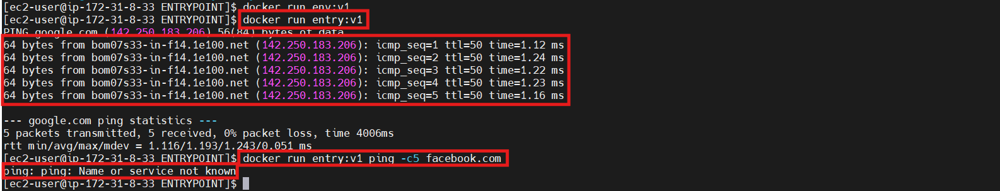 [ec2-user@ip-172-31-8-33 ENTRYPOINT]$ docker run env:v1
[ec2-user@ip-172-31-8-33 ENTRYPOINT]$ docker run entry:v1
PING google.com (142.250.183.206) 56(84) bytes of data.
64 bytes from bom07s33-in-f14.1e100.net (142.250.183.206): icmp_seq=1 ttl=50 time=1.12 ms
64 bytes from bom07s33-in-f14.1e100.net (142.250.183.206): icmp_seq=2 ttl=50 time=1.24 ms
64 bytes from bom07s33-in-f14.1e100.net (142.250.183.206): icmp_seq=3 ttl=50 time=1.22 ms
64 bytes from bom07s33-in-f14.1e100.net (142.250.183.206): icmp_seq=4 ttl=50 time=1.23 ms
64 bytes from bom07s33-in-f14.1e100.net (142.250.183.206): icmp_seq=5 ttl=50 time=1.16 ms
--- google.com ping statistics ---
5 packets transmitted, 5 received, 0% packet loss, time 4006ms
rtt min/avg/max/mdev = 1.116/1.193/1.243/0.051 ms
[ec2-user@ip-172-31-8-33 ENTRYPOINT]$ docker run entry:v1 ping -c5 facebook.com
ping: ping: Name or service not known
[ec2-user@ip-172-31-8-33 ENTRYPOINT]$